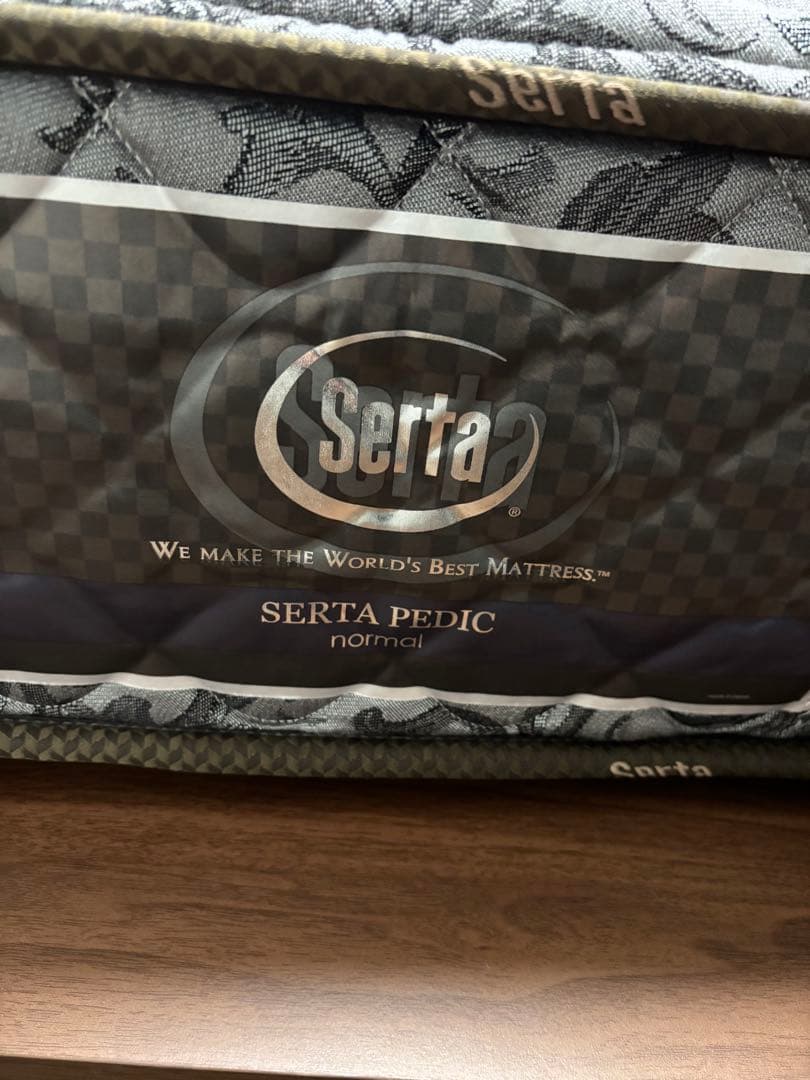 Serta
Serta
Serta
®
WE MAKE THE WORLD'S BEST MATTRESS.™
SERTA PEDIC
normal
Serta